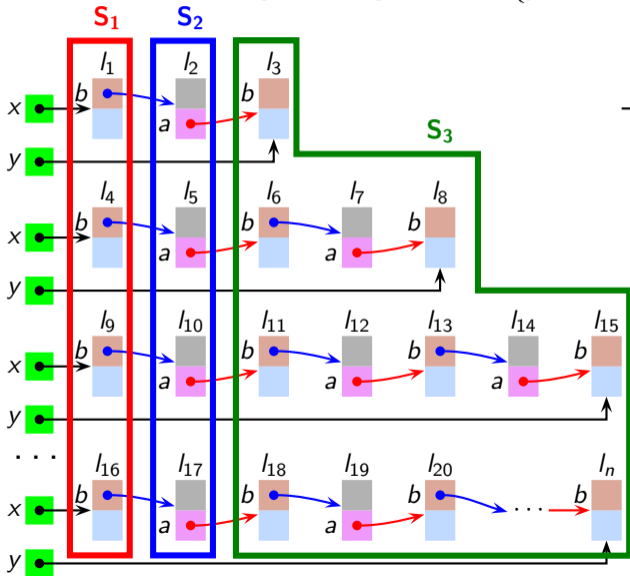 S₁ S₂
l₁ l₂ l₃
x b a b
y
S₃
l₄ l₅ l₆ l₇ l₈
x b a b a b
y
l₉ l₁₀ l₁₁ l₁₂ l₁₃ l₁₄ l₁₅
x b a b a b a b
y
. . .
l₁₆ l₁₇ l₁₈ l₁₉ l₂₀ lₙ
x b a b a b · · · b
y